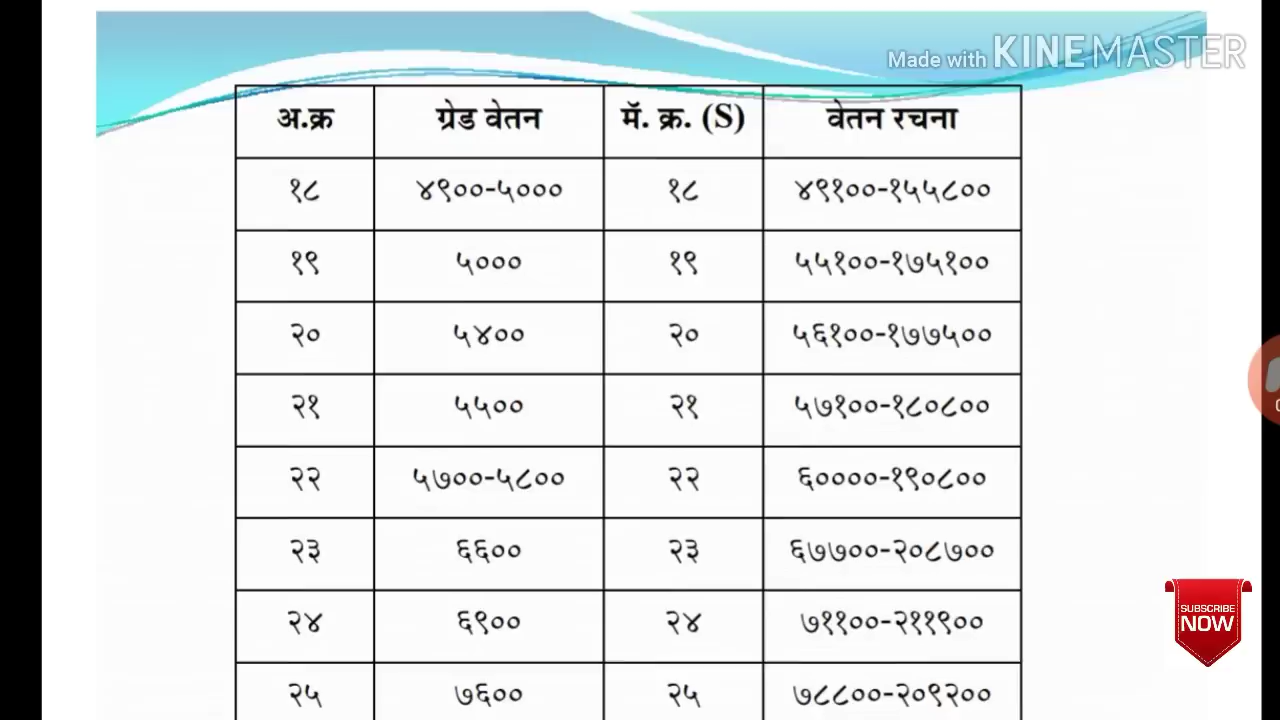 Made with KINEMASTER
अ.क्र ग्रेड वेतन मॅ. क्र. (S) वेतन रचना
१८ ४९००-५००० १८ ४९१००-१५५८००
१९ ५००० १९ ५५१००-१७५१००
२० ५४०० २० ५६१००-१७७५००
२१ ५५०० २१ ५७१००-१८०८००
२२ ५७००-५८०० २२ ६००००-१९०८००
२३ ६६०० २३ ६७७००-२०८७००
२४ ६९०० २४ ७११००-२११९००
२५ ७६०० २५ ७८८००-२०९२००
SUBSCRIBE
NOW